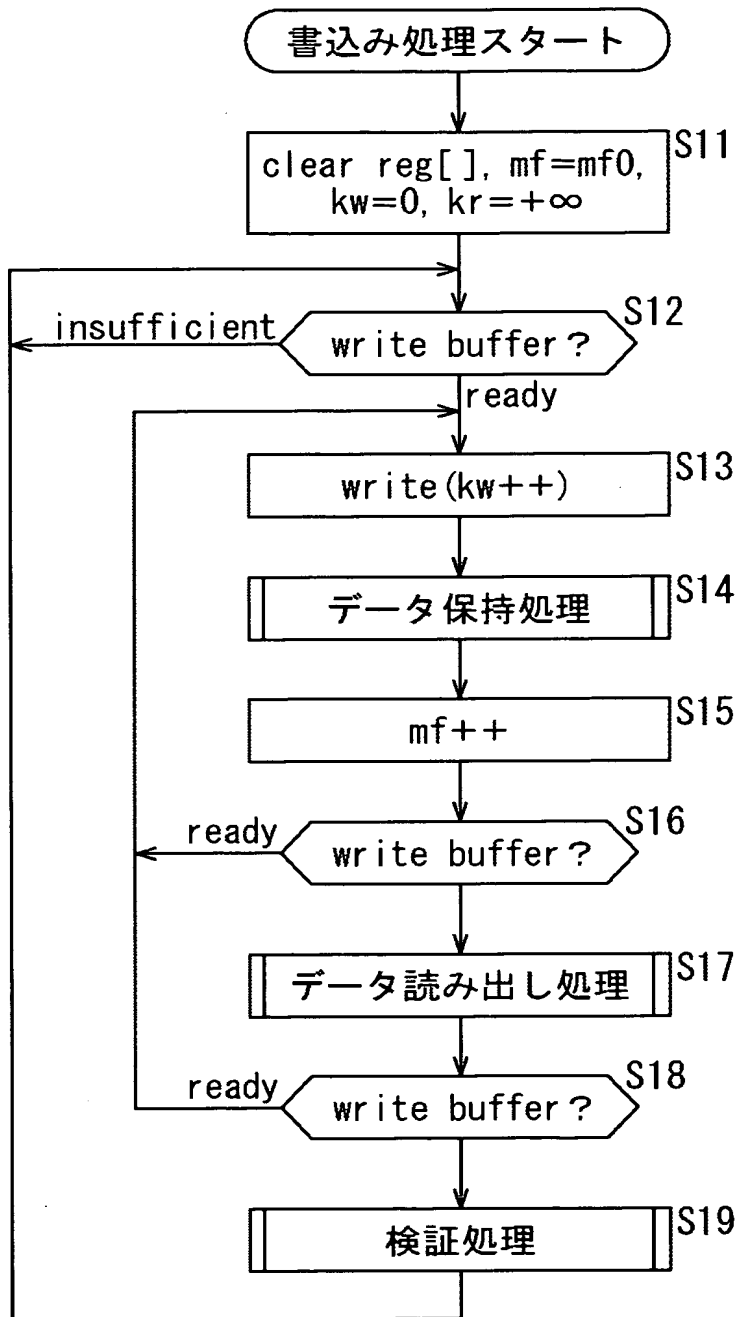 書込み処理スタート
S11
clear reg[ ], mf=mf0,
kw=0, kr=+∞
S12
insufficient
write buffer?
ready
S13
write(kw++)
S14
データ保持処理
S15
mf++
S16
ready
write buffer?
S17
データ読み出し処理
S18
ready
write buffer?
S19
検証処理